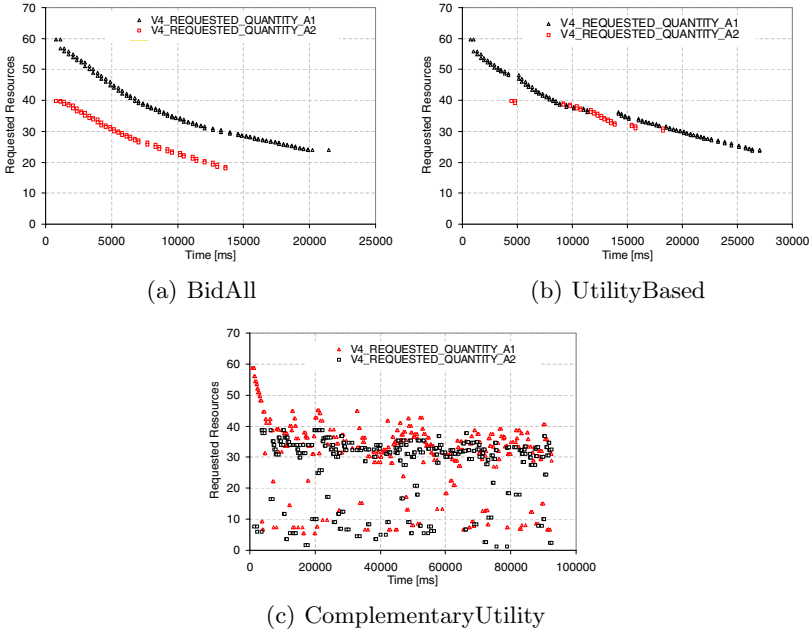 V4_REQUESTED_QUANTITY_A1
V4_REQUESTED_QUANTITY_A2
Requested Resources
70
60
50
40
30
20
10
0
0 5000 10000 15000 20000 25000
Time [ms]
(a) BidAll
V4_REQUESTED_QUANTITY_A1
V4_REQUESTED_QUANTITY_A2
Requested Resources
70
60
50
40
30
20
10
0
0 5000 10000 15000 20000 25000 30000
Time [ms]
(b) UtilityBased
V4_REQUESTED_QUANTITY_A1
V4_REQUESTED_QUANTITY_A2
Requested Resources
70
60
50
40
30
20
10
0
0 20000 40000 60000 80000 100000
Time [ms]
(c) ComplementaryUtility